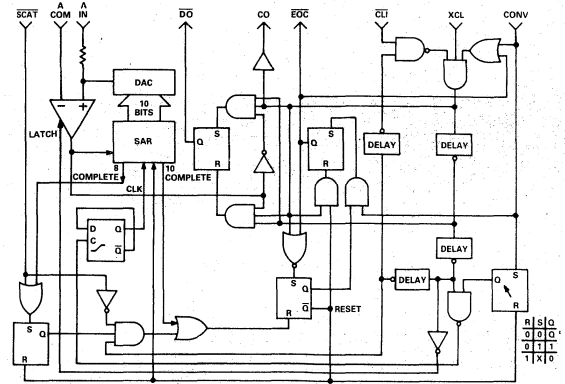 SCAT
A COM
A IN
DO
CO
EOC
CLI
XCL
CONV
DAC
10 BITS
LATCH
SAR
8 COMPLETE
10 COMPLETE
CLK
S
Q
R
S
Q
R
DELAY
DELAY
D Q
C Q
DELAY
DELAY
S
Q
Q
R
RESET
S
Q
R
S
Q
R
R S Q
0 0 Q
0 1 1
1 X 0